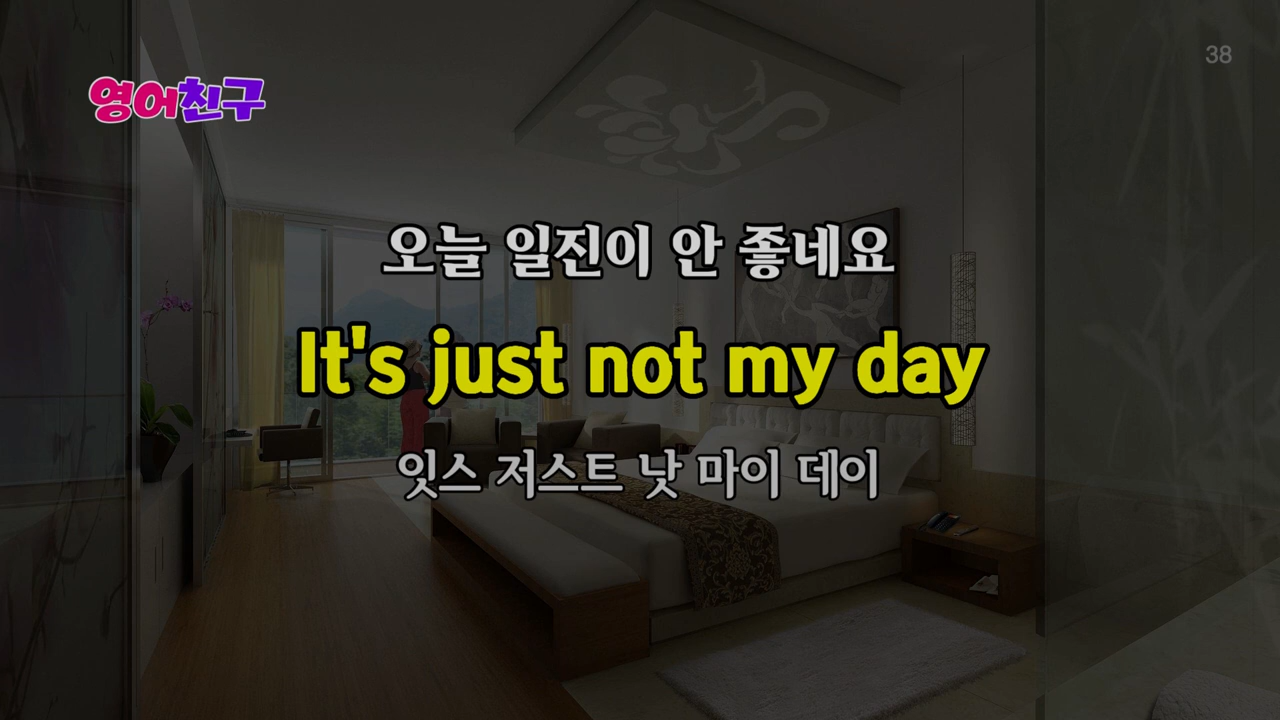 38
영어친구
오늘 일진이 안 좋네요
It's just not my day
잇스 저스트 낫 마이 데이